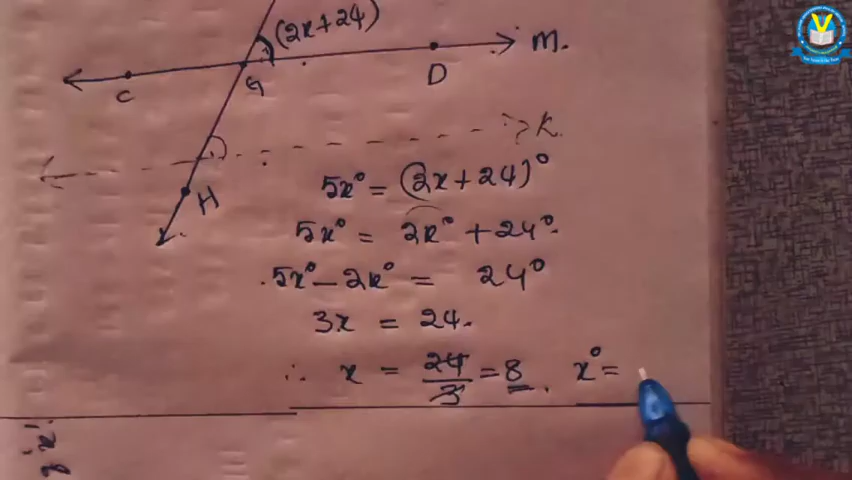 (2x+24)
m.
C
G
D
k.
H
5x° = (2x+24)°
5x° = 2x° + 24°.
.5x° - 2x° = 24°
3x = 24.
∴ x = 24/3 = 8. x° =